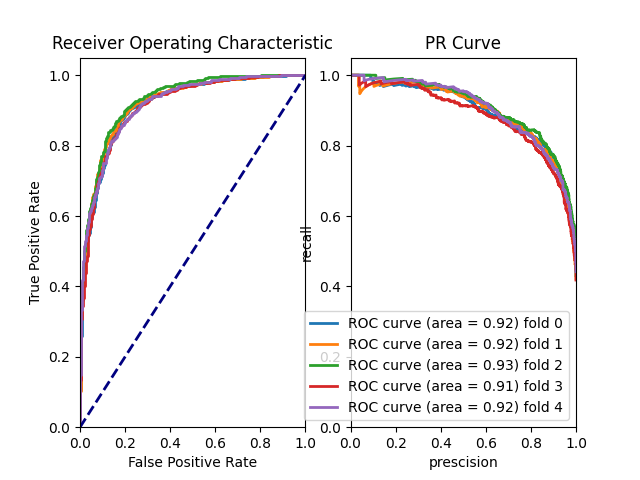 Receiver Operating Characteristic
1.0
0.8
0.6
0.4
0.2
0.0
True Positive Rate
0.0 0.2 0.4 0.6 0.8 1.0
False Positive Rate
PR Curve
1.0
0.8
0.6
0.4
0.2
0.0
recall
0.0 0.2 0.4 0.6 0.8 1.0
prescision
ROC curve (area = 0.92) fold 0
ROC curve (area = 0.92) fold 1
ROC curve (area = 0.93) fold 2
ROC curve (area = 0.91) fold 3
ROC curve (area = 0.92) fold 4